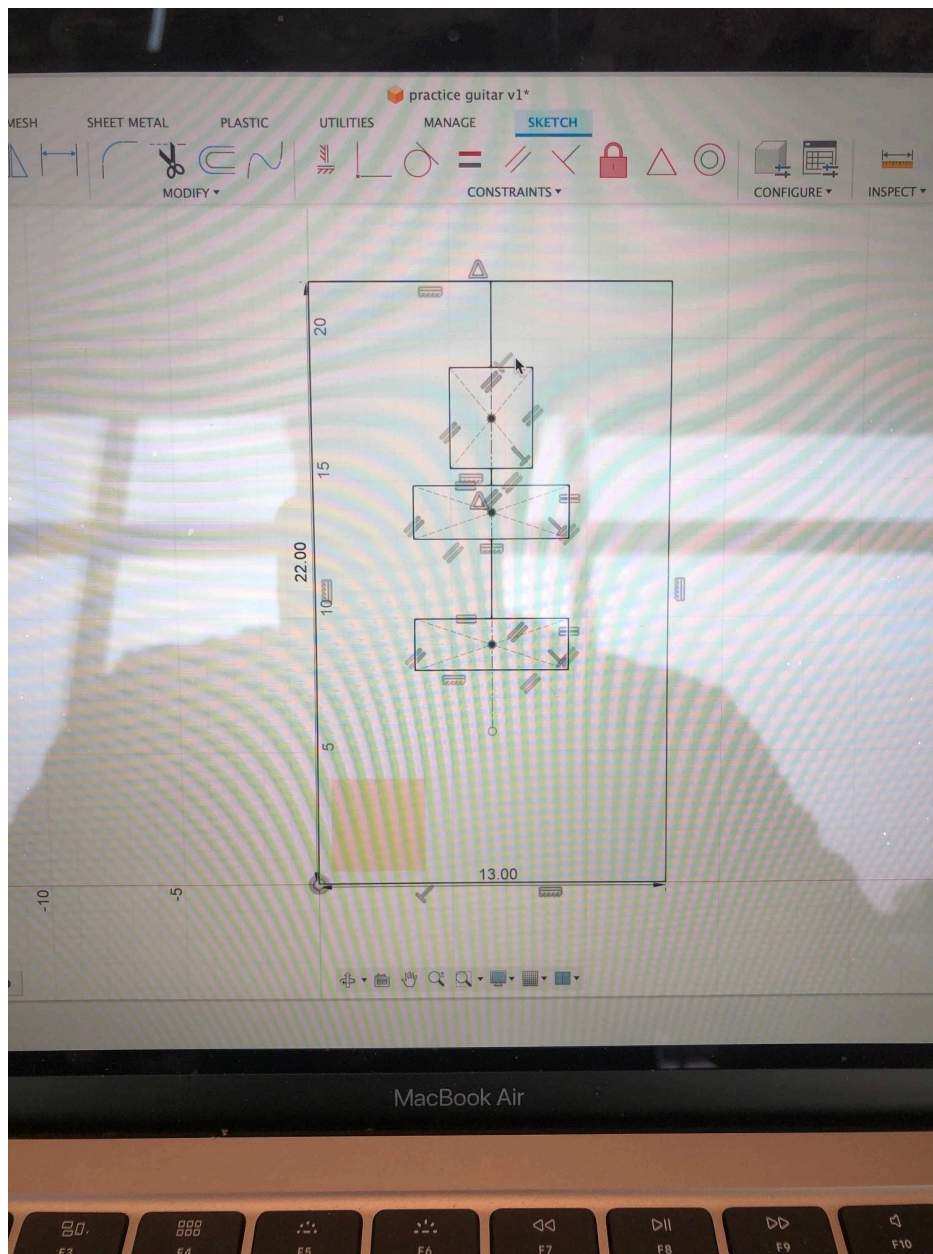 practice guitar v1*
MESH SHEET METAL PLASTIC UTILITIES MANAGE SKETCH
MODIFY CONSTRAINTS CONFIGURE INSPECT
20
15
22.00
10
5
13.00
-10 -5
MacBook Air
F3 F4 F5 F6 F7 F8 F9 F10